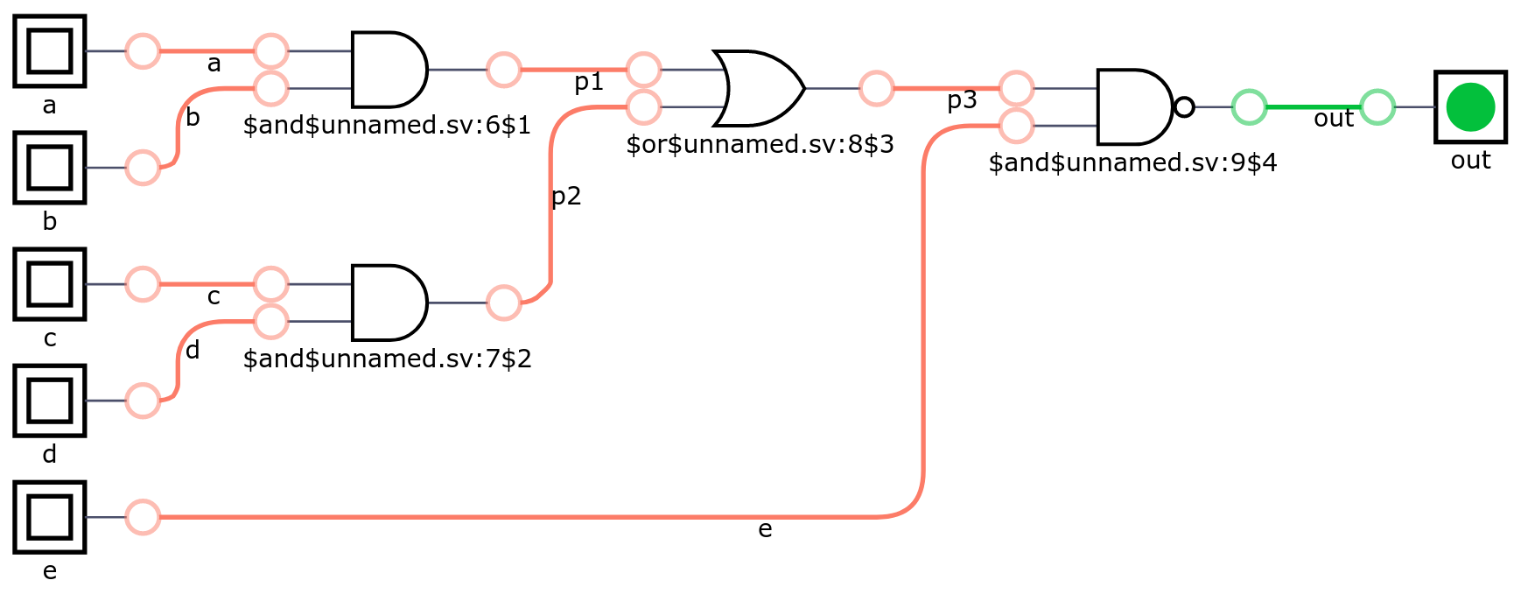 a
a
b
$and$unnamed.sv:6$1
b
p1
p2
$or$unnamed.sv:8$3
p3
$and$unnamed.sv:9$4
out
out
c
c
d
$and$unnamed.sv:7$2
d
e
e